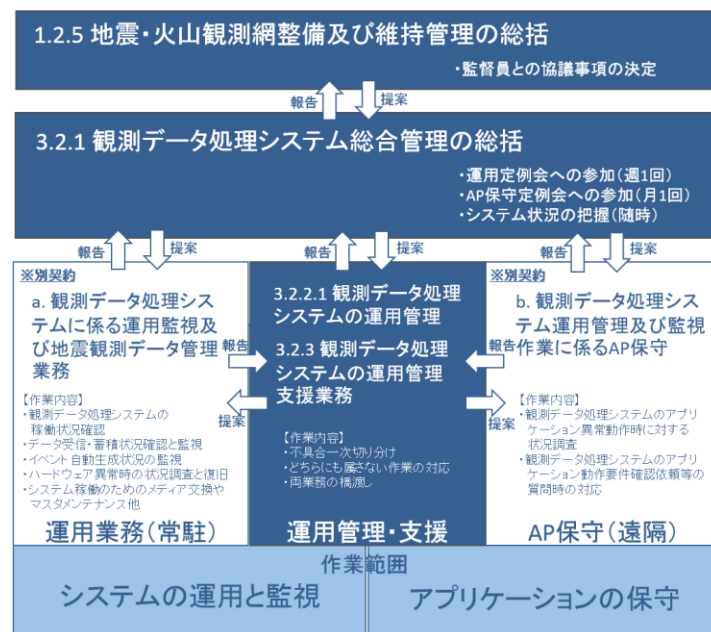 1.2.5 地震・火山観測網整備及び維持管理の総括
・監督員との協議事項の決定
報告
提案
3.2.1 観測データ処理システム総合管理の総括
・運用定例会への参加(週1回)
・AP保守定例会への参加(月1回)
・システム状況の把握(随時)
報告
提案
報告
提案
報告
提案
※別契約
a. 観測データ処理シス
テムに係る運用監視及
び地震観測データ管理
業務
【作業内容】
・観測データ処理システムの
稼働状況確認
・データ受信・蓄積状況確認と監視
・イベント自動生成状況の監視
・ハードウェア異常時の状況調査と復旧
・システム稼働のためのメディア交換や
マスタメンテナンス他
運用業務(常駐)
報告
提案
3.2.2.1 観測データ処理
システムの運用管理
3.2.3 観測データ処理
システムの運用管理
支援業務
【作業内容】
・不具合一次切り分け
・どちらにも属さない作業の対応
・両業務の橋渡し
運用管理・支援
報告
提案
※別契約
b. 観測データ処理シス
テム運用管理及び監視
作業に係るAP保守
【作業内容】
・観測データ処理システムのアプリ
ケーション異常動作時に対する
状況調査
・観測データ処理システムのアプリ
ケーション動作要件確認依頼等の
質問時の対応
AP保守(遠隔)
作業範囲
システムの運用と監視
アプリケーションの保守